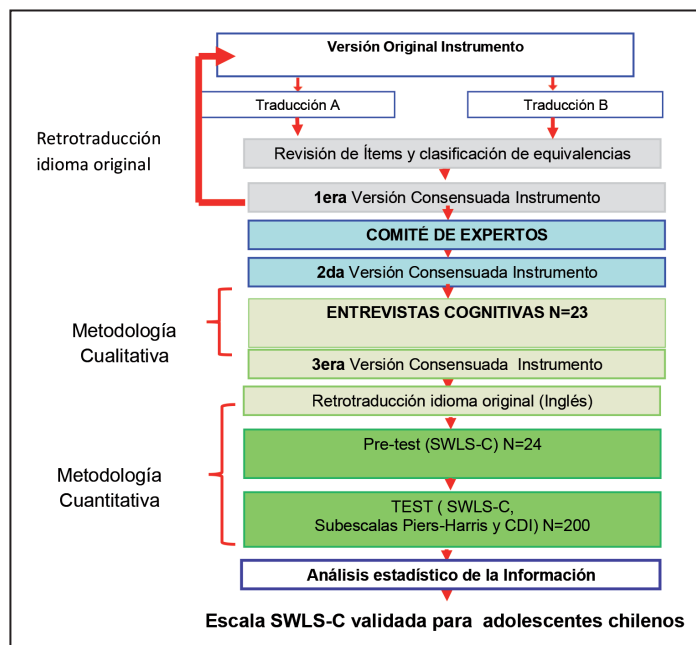 Versión Original Instrumento
Traducción A
Traducción B
Retrotraducción
idioma original
Revisión de Ítems y clasificación de equivalencias
1era Versión Consensuada Instrumento
COMITÉ DE EXPERTOS
2da Versión Consensuada Instrumento
Metodología
Cualitativa
ENTREVISTAS COGNITIVAS N=23
3era Versión Consensuada Instrumento
Retrotraducción idioma original (Inglés)
Metodología
Cuantitativa
Pre-test (SWLS-C) N=24
TEST ( SWLS-C,
Subescalas Piers-Harris y CDI) N=200
Análisis estadístico de la Información
Escala SWLS-C validada para adolescentes chilenos